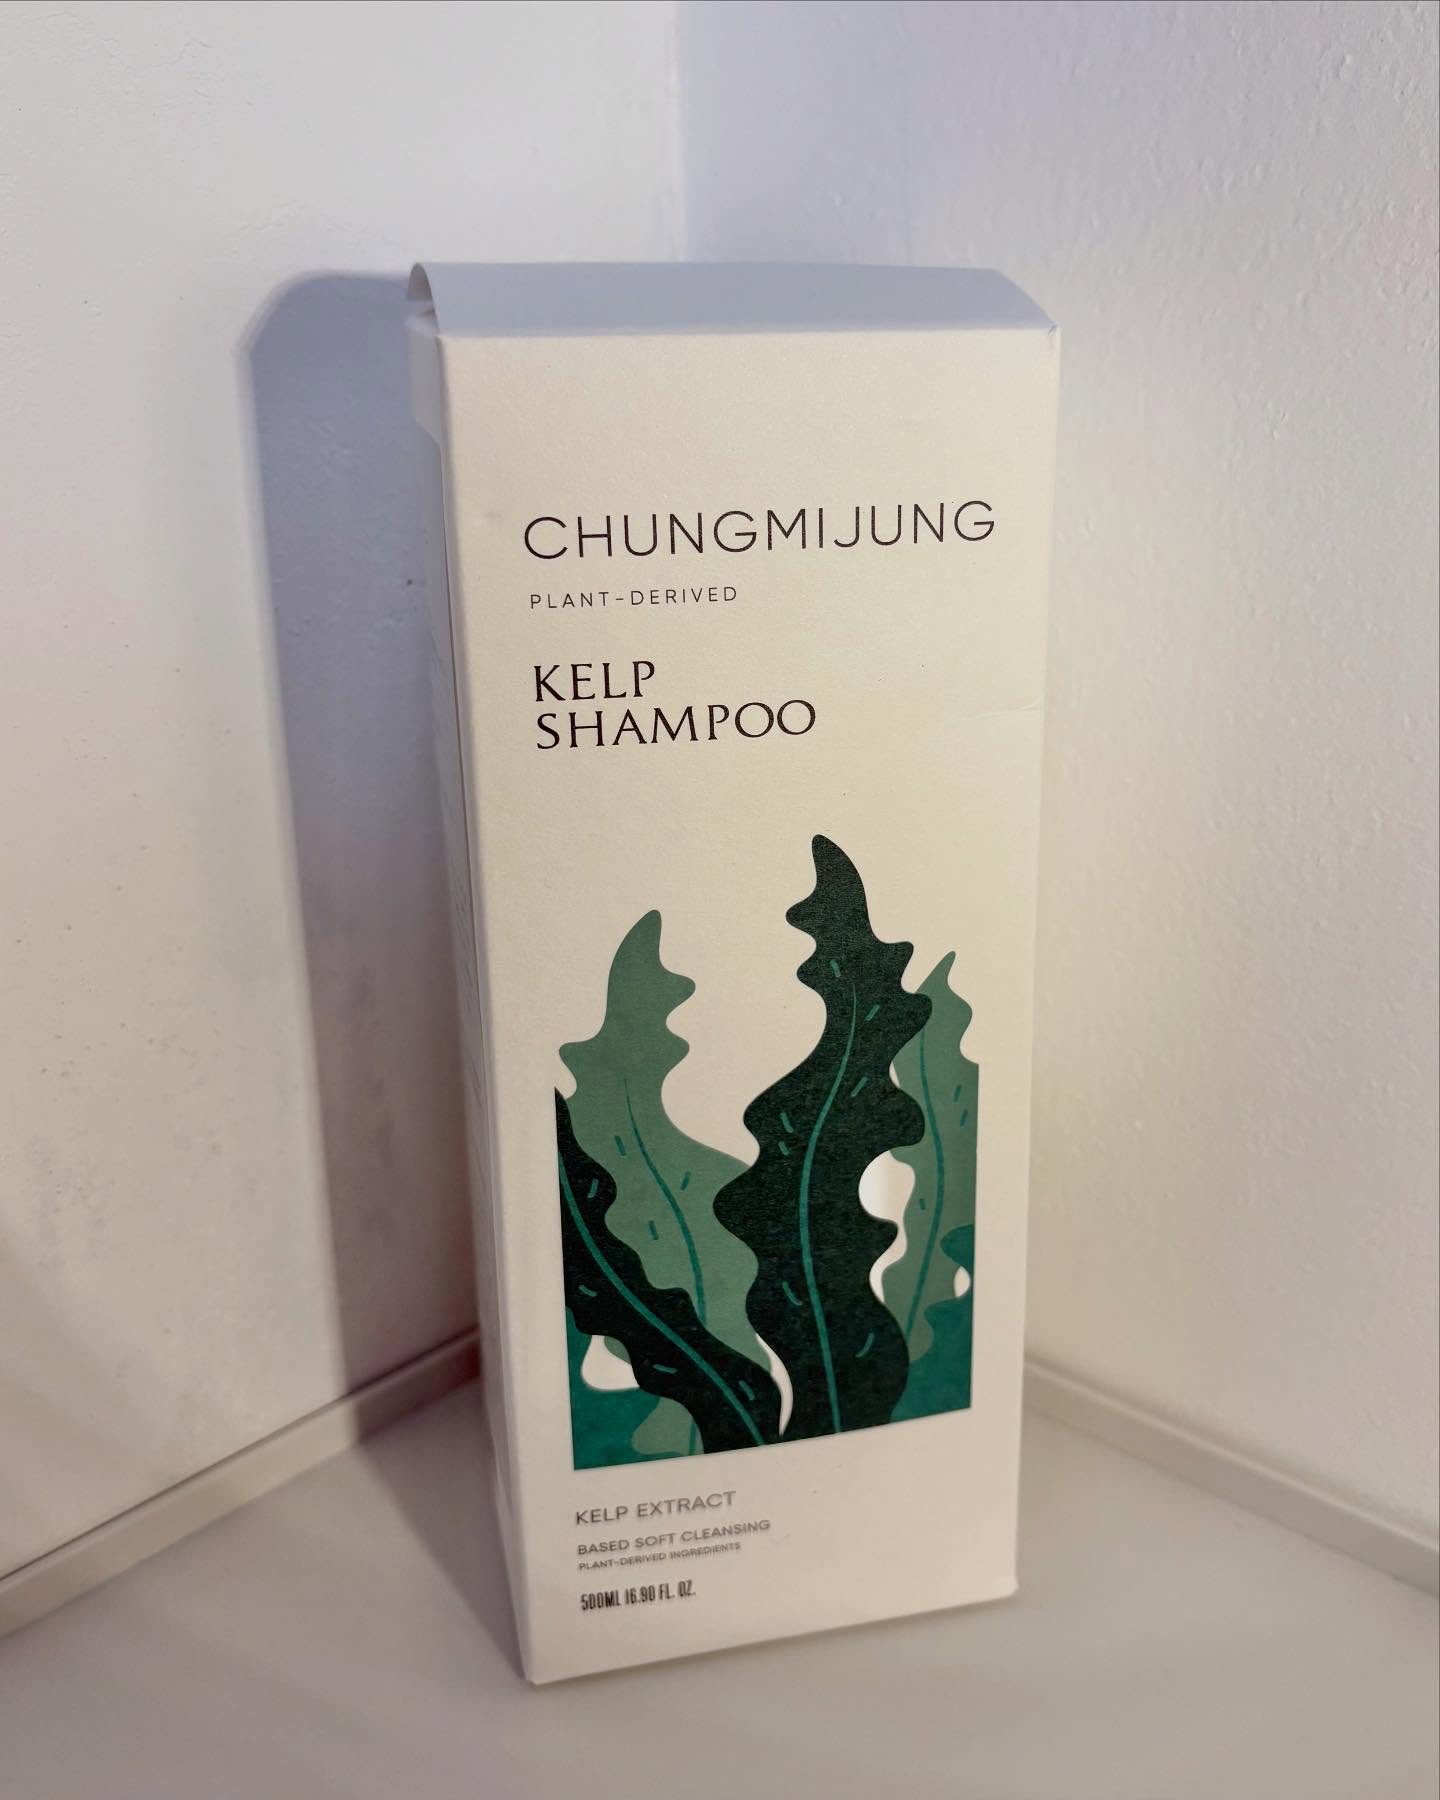 CHUNGMIJUNG
PLANT-DERIVED
KELP
SHAMPOO
KELP EXTRACT
BASED SOFT CLEANSING
PLANT-DERIVED INGREDIENTS
500ML 16.90 FL. OZ.